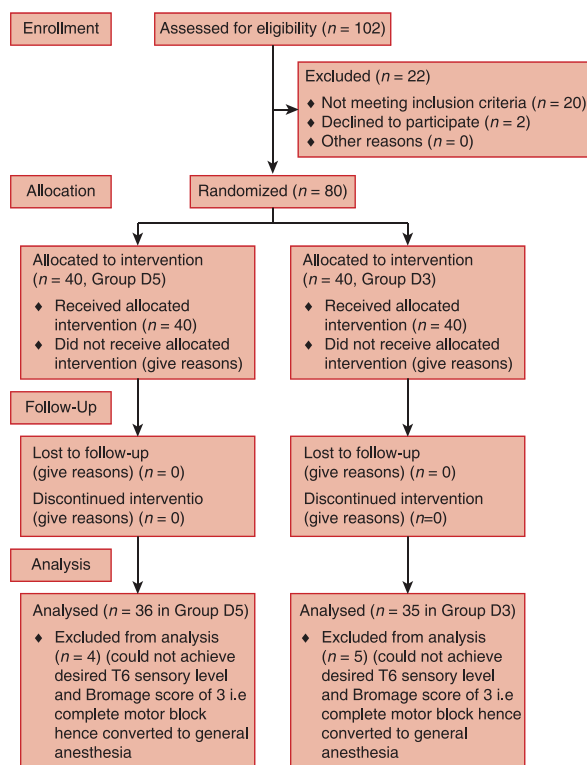 Enrollment
Assessed for eligibility (n = 102)
Excluded (n = 22)
♦ Not meeting inclusion criteria (n = 20)
♦ Declined to participate (n = 2)
♦ Other reasons (n = 0)
Allocation
Randomized (n = 80)
Allocated to intervention
(n = 40, Group D5)
♦ Received allocated
intervention (n = 40)
♦ Did not receive allocated
intervention (give reasons)
Allocated to intervention
(n = 40, Group D3)
♦ Received allocated
intervention (n = 40)
♦ Did not receive allocated
intervention (give reasons)
Follow-Up
Lost to follow-up
(give reasons) (n = 0)
Discontinued interventio
(give reasons) (n = 0)
Lost to follow-up
(give reasons) (n = 0)
Discontinued intervention
(give reasons) (n=0)
Analysis
Analysed (n = 36 in Group D5)
♦ Excluded from analysis
(n = 4) (could not achieve
desired T6 sensory level
and Bromage score of 3 i.e
complete motor block
hence converted to general
anesthesia
Analysed (n = 35 in Group D3)
♦ Excluded from analysis
(n = 5) (could not achieve
desired T6 sensory level
and Bromage score of 3 i.e
complete motor block hence
converted to general
anesthesia